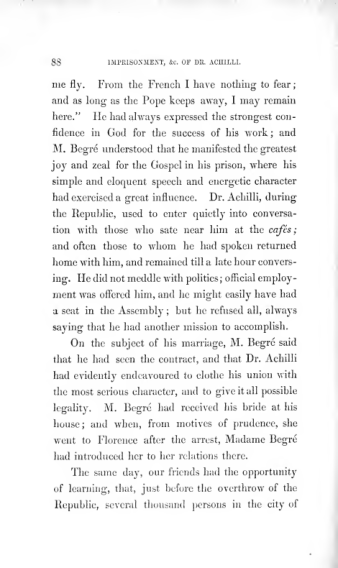 88 IMPRISONMENT, &c. OF DR. ACHILLI.
me fly. From the French I have nothing to fear;
and as long as the Pope keeps away, I may remain
here." He had always expressed the strongest con-
fidence in God for the success of his work; and
M. Begré understood that he manifested the greatest
joy and zeal for the Gospel in his prison, where his
simple and eloquent speech and energetic character
had exercised a great influence. Dr. Achilli, during
the Republic, used to enter quietly into conversa-
tion with those who sate near him at the cafés;
and often those to whom he had spoken returned
home with him, and remained till a late hour convers-
ing. He did not meddle with politics; official employ-
ment was offered him, and he might easily have had
a seat in the Assembly; but he refused all, always
saying that he had another mission to accomplish.
On the subject of his marriage, M. Begré said
that he had seen the contract, and that Dr. Achilli
had evidently endeavoured to clothe his union with
the most serious character, and to give it all possible
legality. M. Begré had received his bride at his
house; and when, from motives of prudence, she
went to Florence after the arrest, Madame Begré
had introduced her to her relations there.
The same day, our friends had the opportunity
of learning, that, just before the overthrow of the
Republic, several thousand persons in the city of